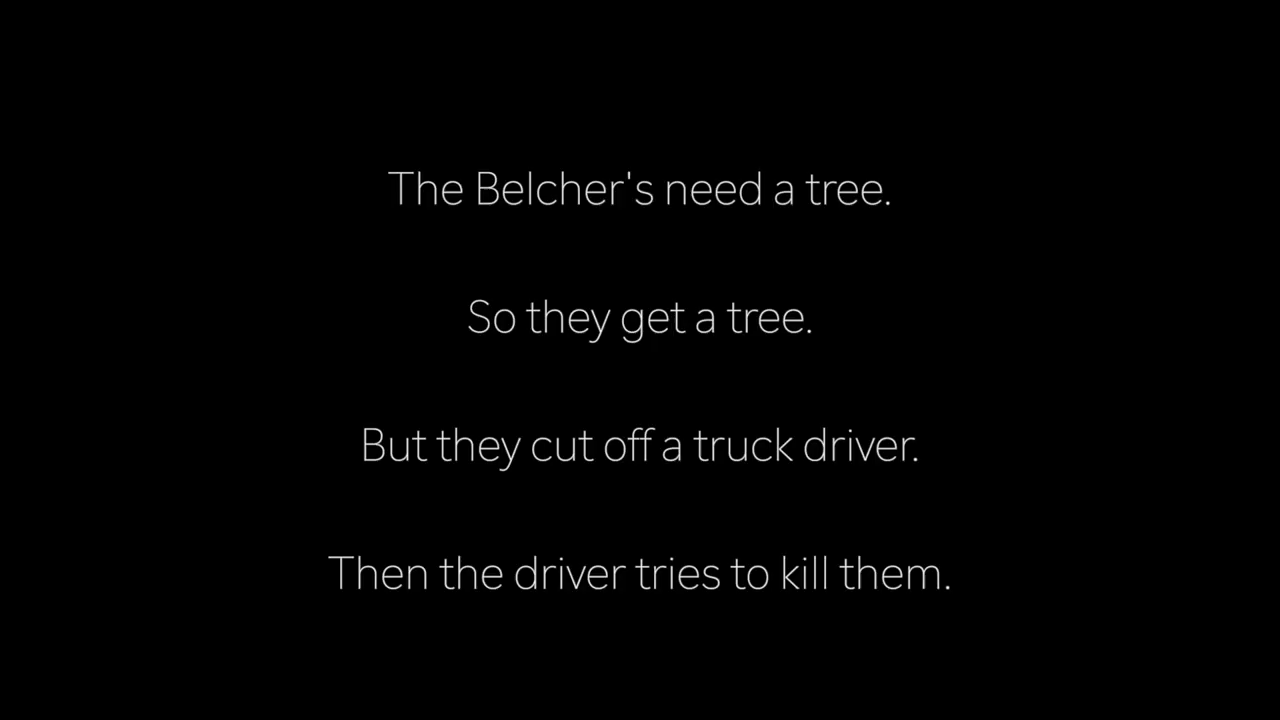 The Belcher's need a tree.
So they get a tree.
But they cut off a truck driver.
Then the driver tries to kill them.